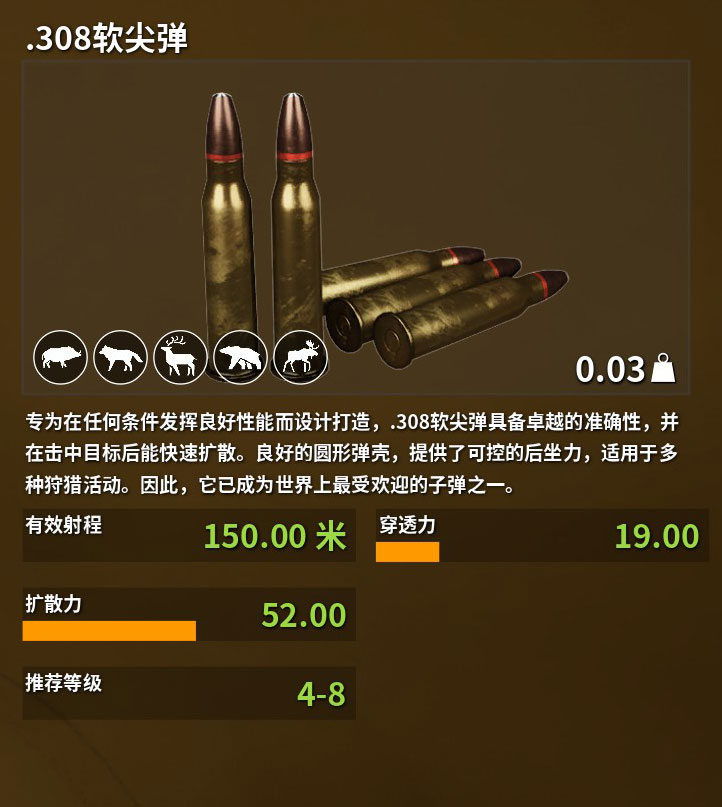 .308软尖弹
0.03
专为在任何条件发挥良好性能而设计打造，.308软尖弹具备卓越的准确性，并
在击中目标后能快速扩散。良好的圆形弹壳，提供了可控的后坐力，适用于多
种狩猎活动。因此，它已成为世界上最受欢迎的子弹之一。
有效射程
150.00 米
穿透力
19.00
扩散力
52.00
推荐等级
4-8